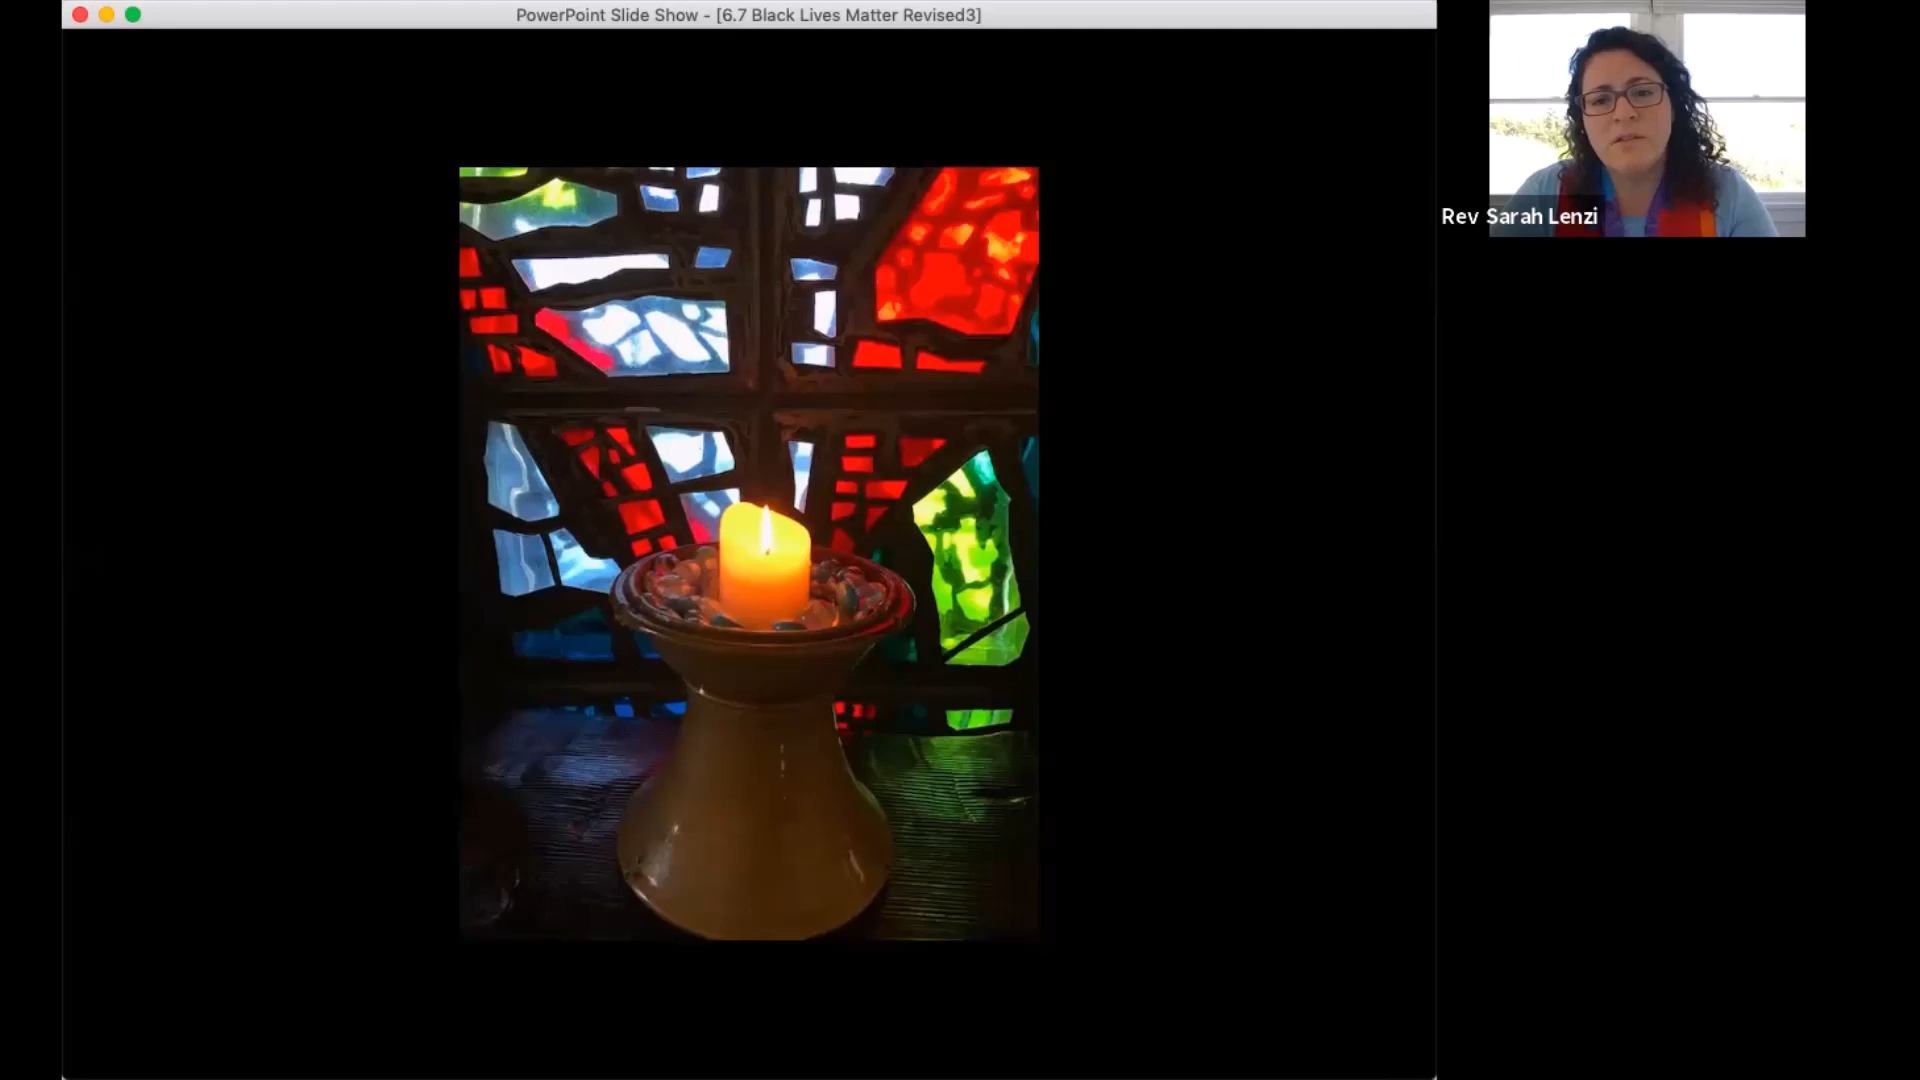 PowerPoint Slide Show - [6.7 Black Lives Matter Revised3]
Rev Sarah Lenzi